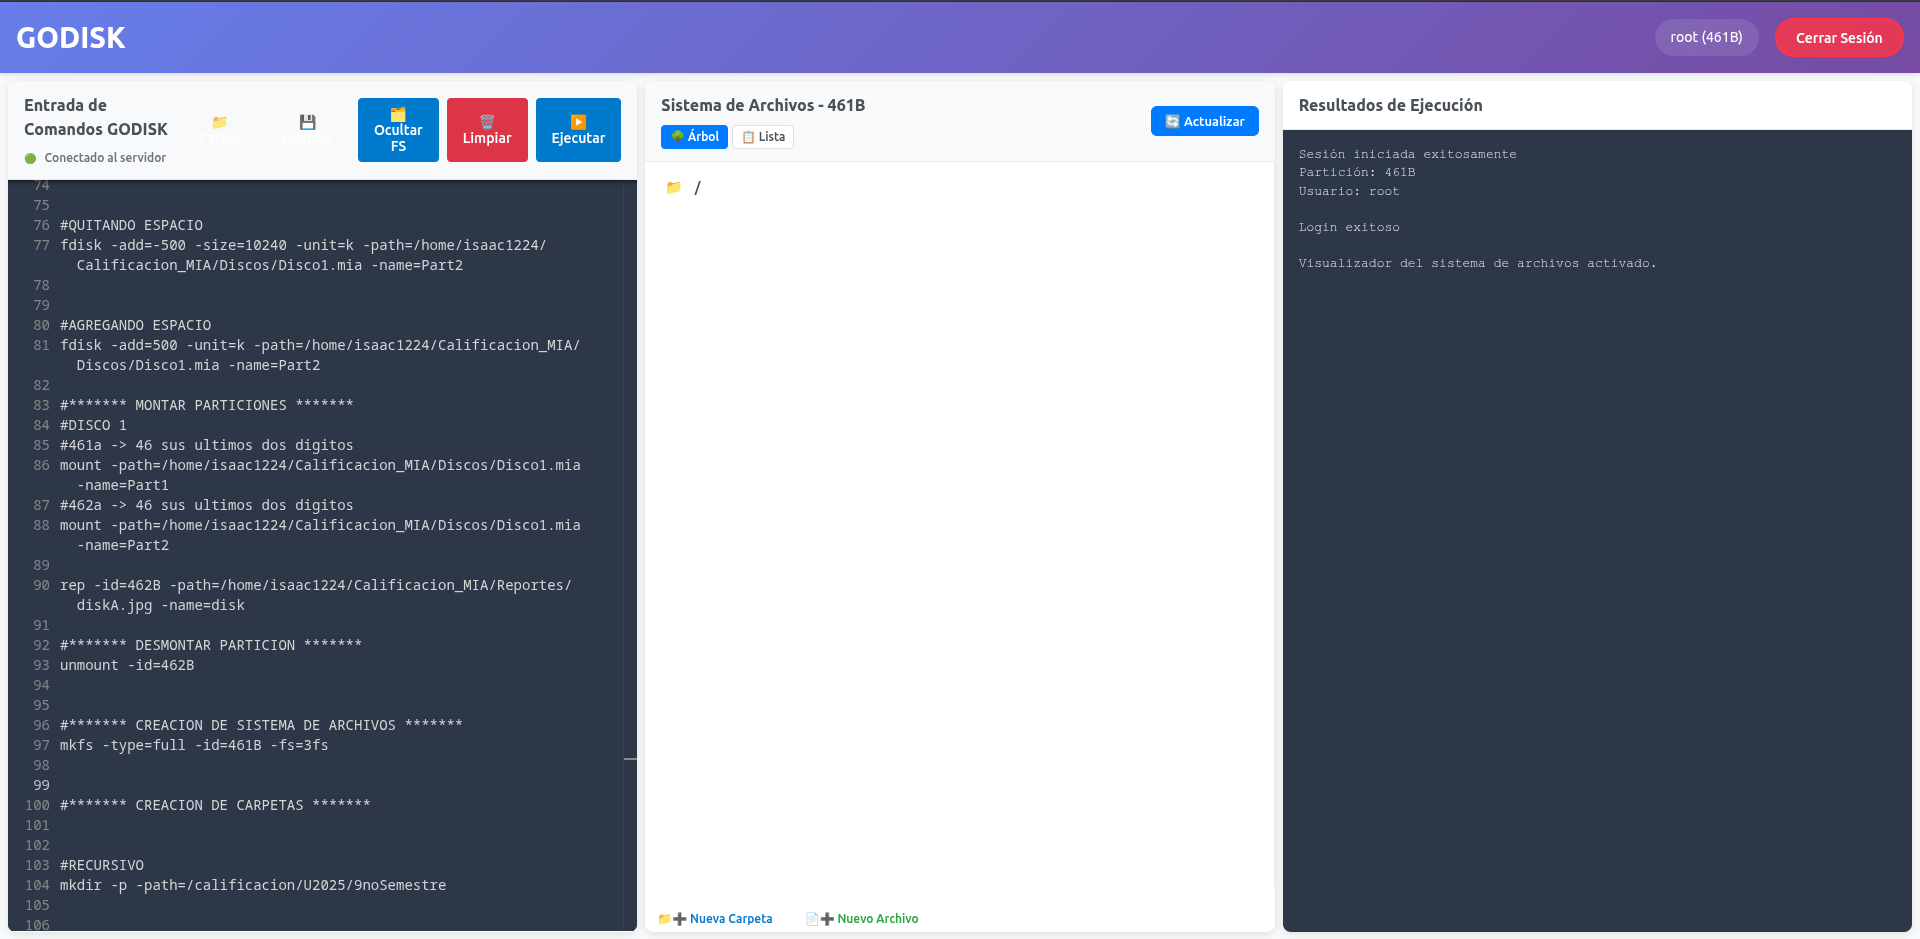 GODISK
root (461B)
Cerrar Sesión
Entrada de
Comandos GODISK
Conectado al servidor
Cargar
Guardar
Ocultar
FS
Limpiar
Ejecutar
74
75
76 #QUITANDO ESPACIO
77 fdisk -add=-500 -size=10240 -unit=k -path=/home/isaac1224/
Calificacion_MIA/Discos/Disco1.mia -name=Part2
78
79
80 #AGREGANDO ESPACIO
81 fdisk -add=500 -unit=k -path=/home/isaac1224/Calificacion_MIA/
Discos/Disco1.mia -name=Part2
82
83 #******* MONTAR PARTICIONES *******
84 #DISCO 1
85 #461a -> 46 sus ultimos dos digitos
86 mount -path=/home/isaac1224/Calificacion_MIA/Discos/Disco1.mia
-name=Part1
87 #462a -> 46 sus ultimos dos digitos
88 mount -path=/home/isaac1224/Calificacion_MIA/Discos/Disco1.mia
-name=Part2
89
90 rep -id=462B -path=/home/isaac1224/Calificacion_MIA/Reportes/
diskA.jpg -name=disk
91
92 #******* DESMONTAR PARTICION *******
93 unmount -id=462B
94
95
96 #******* CREACION DE SISTEMA DE ARCHIVOS *******
97 mkfs -type=full -id=461B -fs=3fs
98
99
100 #******* CREACION DE CARPETAS *******
101
102
103 #RECURSIVO
104 mkdir -p -path=/calificacion/U2025/9noSemestre
105
106
Sistema de Archivos - 461B
Árbol
Lista
Actualizar
/
Nueva Carpeta
Nuevo Archivo
Resultados de Ejecución
Sesión iniciada exitosamente
Partición: 461B
Usuario: root
Login exitoso
Visualizador del sistema de archivos activado.